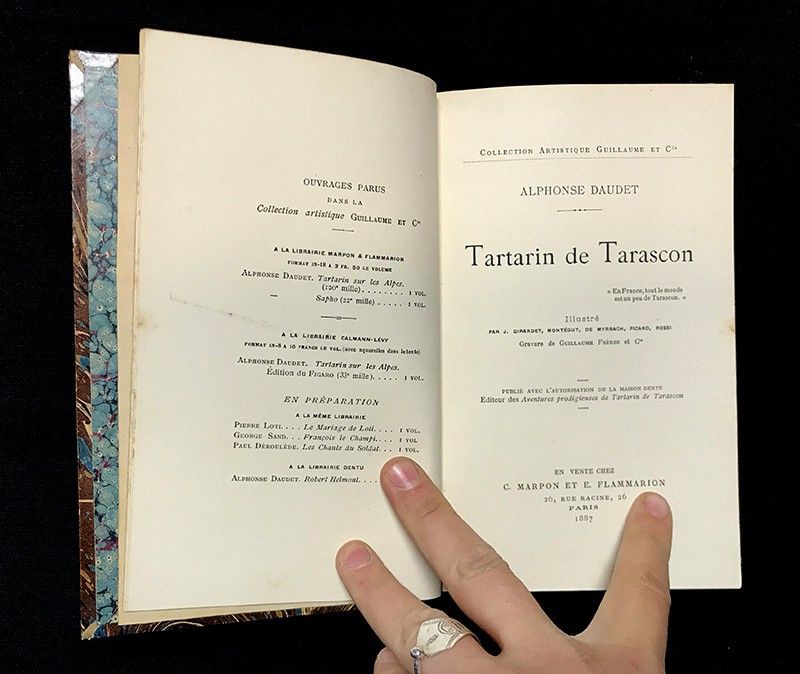 OUVRAGES PARUS
DANS LA
Collection artistique GUILLAUME ET Cie
A LA LIBRAIRIE MARPON & FLAMMARION
FORMAT IN-18 A 3 FR. 50 LE VOLUME
ALPHONSE DAUDET. Tartarin sur les Alpes.
(120e mille) . . . . . . . . 1 VOL.
— Sapho (22e mille) . . . . . 1 VOL.
A LA LIBRAIRIE CALMANN-LÉVY
FORMAT IN-8 A 10 FRANCS LE VOL. (avec aquarelles dans le texte)
ALPHONSE DAUDET. Tartarin sur les Alpes.
Édition du FIGARO (33e mille). . . . . 1 VOL.
EN PRÉPARATION
A LA MÊME LIBRAIRIE
PIERRE LOTI. . . . Le Mariage de Loti. . . . 1 VOL.
GEORGE SAND. . . François le Champi. . . . 1 VOL
PAUL DÉROULÈDE. Les Chants du Soldat. . . 1 VOL.
A LA LIBRAIRIE DENTU
ALPHONSE DAUDET. Robert Helmont. . . .
COLLECTION ARTISTIQUE GUILLAUME ET Cie
ALPHONSE DAUDET
Tartarin de Tarascon
« En France, tout le monde
est un peu de Tarascon. »
Illustré
PAR J. GIRARDET, MONTÉGUT, DE MYRBACH, PICARD, ROSSI
Gravure de GUILLAUME FRÈRES ET Cie
PUBLIÉ AVEC L'AUTORISATION DE LA MAISON DENTU
Editeur des Aventures prodigieuses de Tartarin de Tarascon
EN VENTE CHEZ
C. MARPON ET E. FLAMMARION
26, RUE RACINE, 26
PARIS
1887